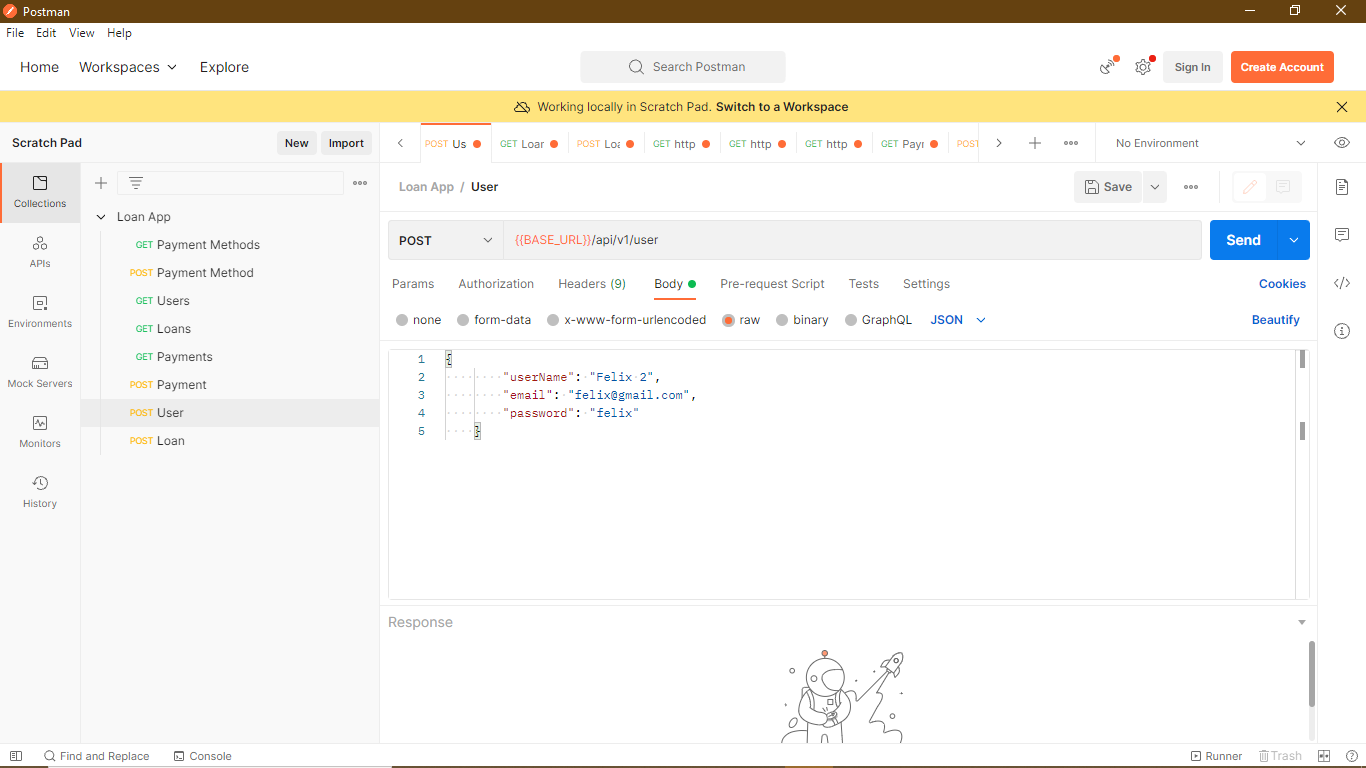 Postman
File Edit View Help
Home Workspaces Explore Search Postman Sign In Create Account
Working locally in Scratch Pad. Switch to a Workspace
Scratch Pad New Import
POST Us GET Loar POST Loa GET http GET http GET http GET Payr POST No Environment
Collections
APIs
Environments
Mock Servers
Monitors
History
Loan App
GET Payment Methods
POST Payment Method
GET Users
GET Loans
GET Payments
POST Payment
POST User
POST Loan
Loan App / User Save
POST {{BASE_URL}}/api/v1/user Send
Params Authorization Headers (9) Body Pre-request Script Tests Settings Cookies
none form-data x-www-form-urlencoded raw binary GraphQL JSON Beautify
1 {
2 "userName": "Felix 2",
3 "email": "felix@gmail.com",
4 "password": "felix"
5 }
Response
Find and Replace Console Runner Trash